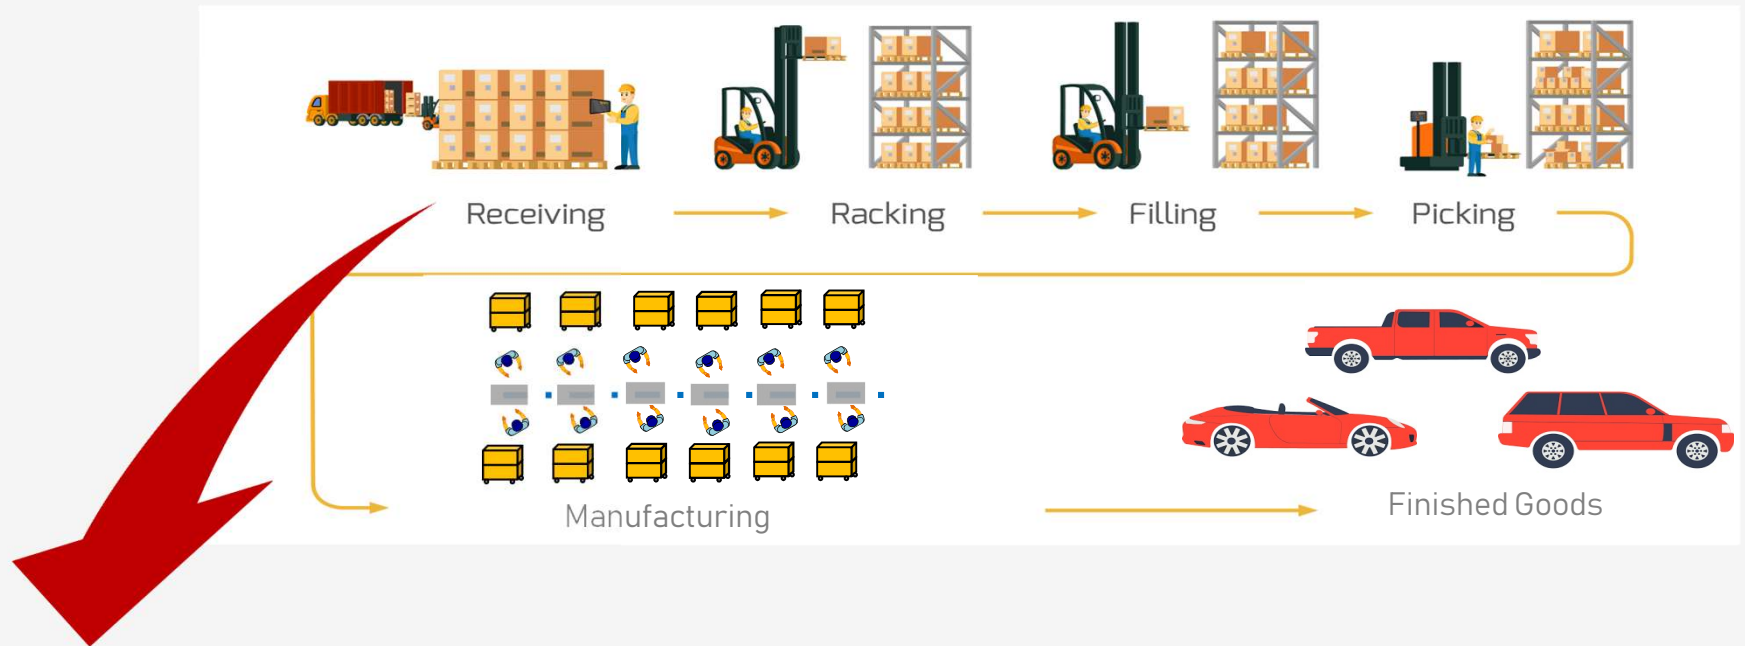 Receiving
Racking
Filling
Picking
Manufacturing
Finished Goods